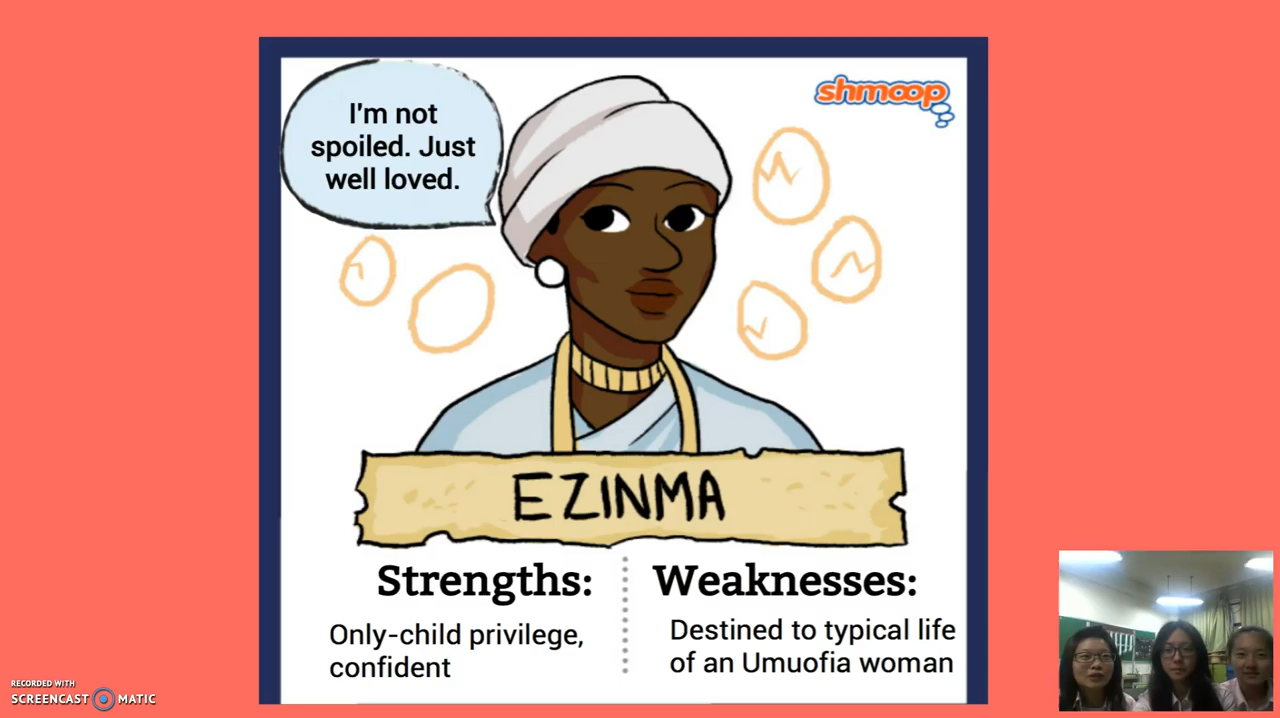 I'm not
spoiled. Just
well loved.
shmoop
EZINMA
Strengths:
Only-child privilege,
confident
Weaknesses:
Destined to typical life
of an Umuofia woman
RECORDED WITH
SCREENCAST MATIC